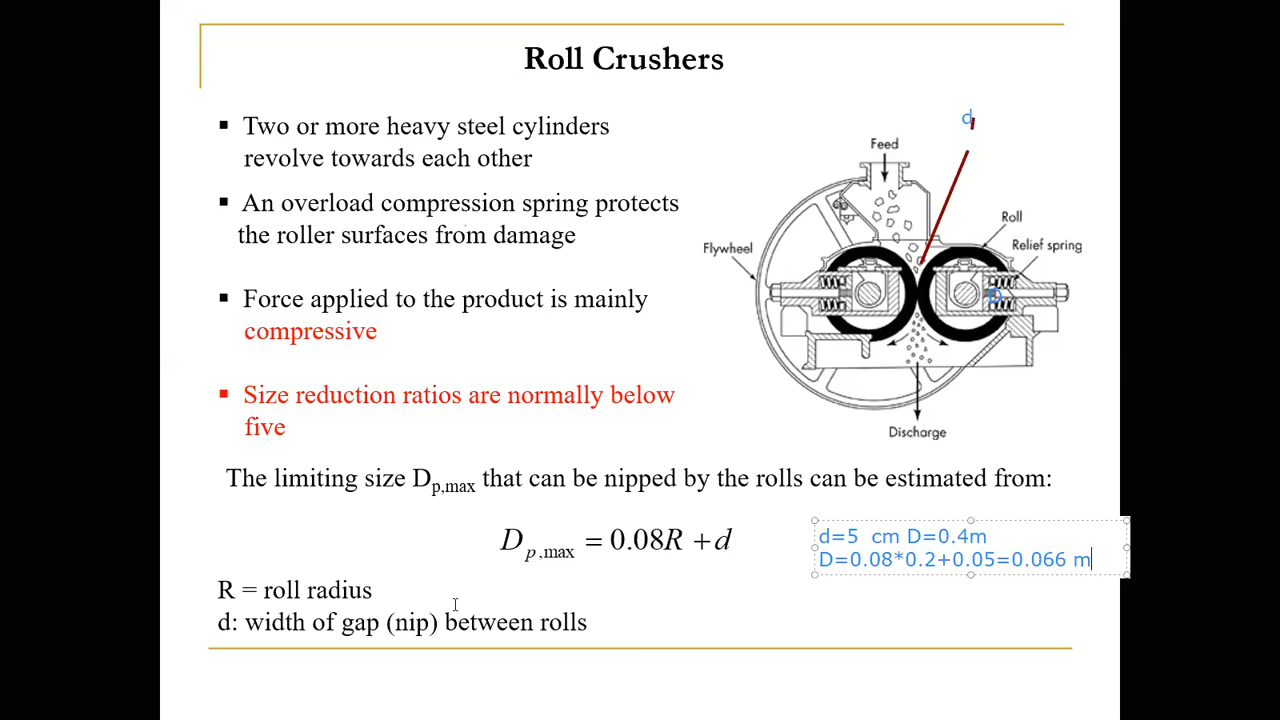 Roll Crushers
▪ Two or more heavy steel cylinders
revolve towards each other
▪ An overload compression spring protects
the roller surfaces from damage
▪ Force applied to the product is mainly
compressive
▪ Size reduction ratios are normally below
five
d
Feed
Roll
Flywheel
Relief spring
D
Discharge
The limiting size Dp,max that can be nipped by the rolls can be estimated from:
Dp,max = 0.08R + d
d=5 cm D=0.4m
D=0.08*0.2+0.05=0.066 m
R = roll radius
d: width of gap (nip) between rolls